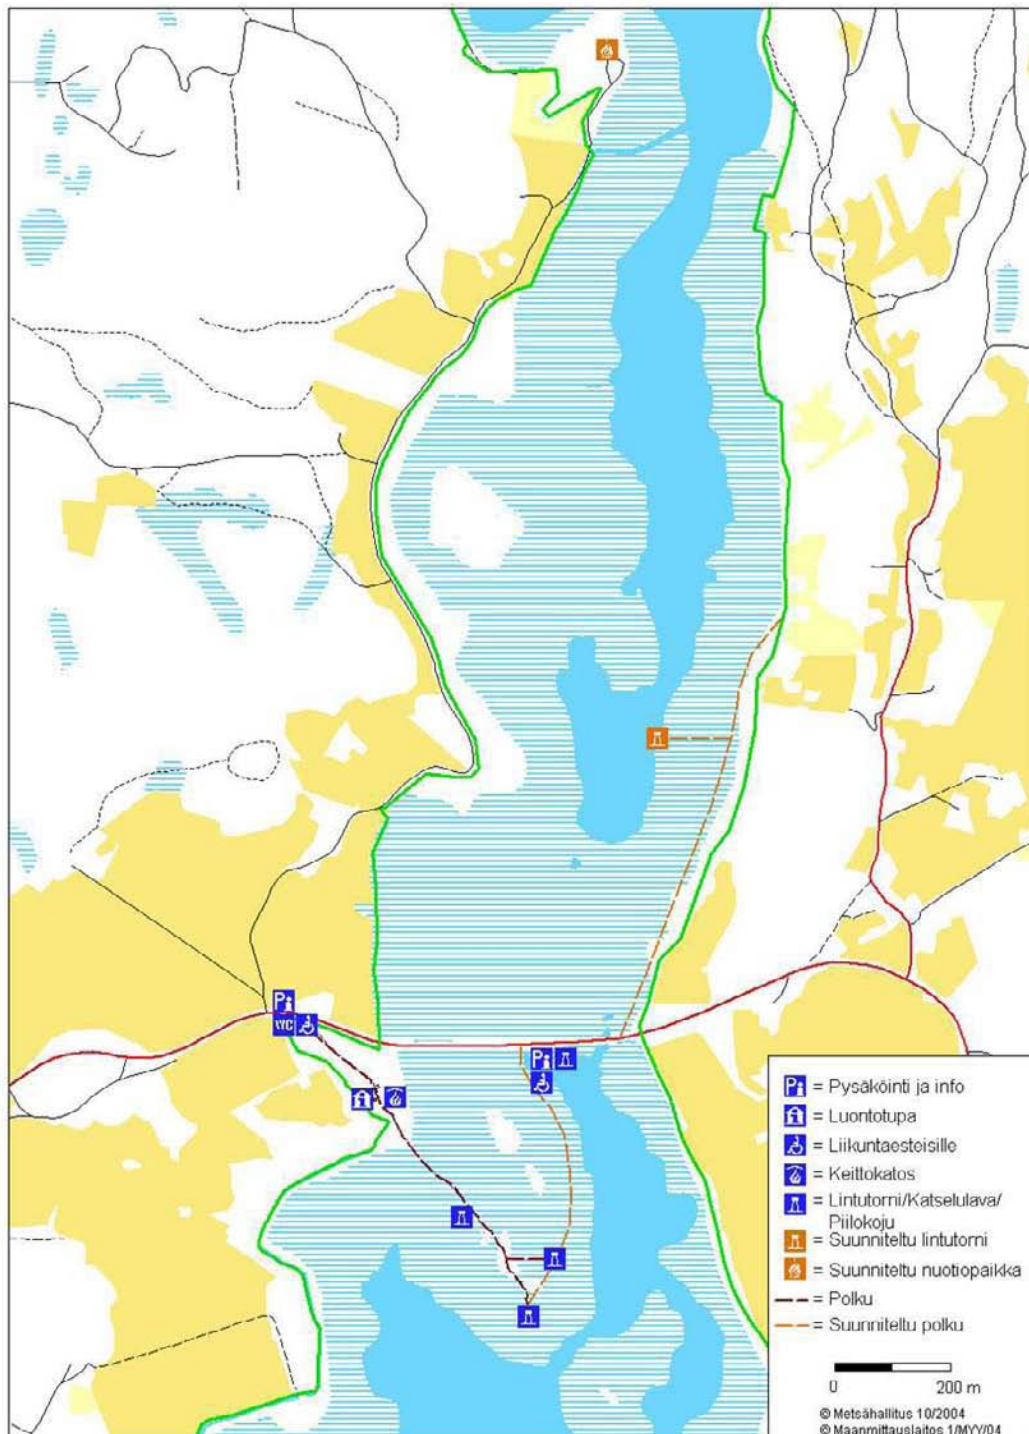 P
WC
P
P = Pysäköinti ja info
= Luontotupa
= Liikuntaesteisille
= Keittokatos
= Lintutorni/Katselulava/
Piilokoju
= Suunniteltu lintutorni
= Suunniteltu nuotiopaikka
= Polku
= Suunniteltu polku
0 200 m
© Metsähallitus 10/2004
© Maanmittauslaitos 1/MYY/04